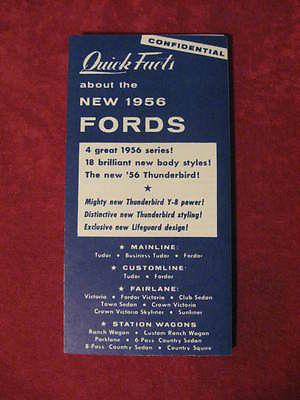 CONFIDENTIAL
Quick Facts
about the
NEW 1956
FORDS
4 great 1956 series!
18 brilliant new body styles!
The new '56 Thunderbird!
★
Mighty new Thunderbird Y-8 power!
Distinctive new Thunderbird styling!
Exclusive new Lifeguard design!
★ MAINLINE:
Tudor • Business Tudor • Fordor
★ CUSTOMLINE:
Tudor • Fordor
★ FAIRLANE:
Victoria • Fordor Victoria • Club Sedan
Town Sedan • Crown Victoria
Crown Victoria Skyliner • Sunliner
★ STATION WAGONS
Ranch Wagon • Custom Ranch Wagon
Parklane • 6-Pass Country Sedan
8-Pass Country Sedan • Country Squire